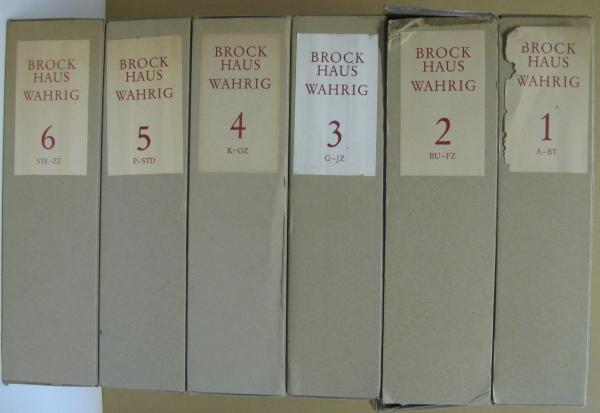 BROCK
HAUS
WAHRIG
6
STE–ZZ
BROCK
HAUS
WAHRIG
5
P–STD
BROCK
HAUS
WAHRIG
4
K–OZ
BROCK
HAUS
WAHRIG
3
G–JZ
BROCK
HAUS
WAHRIG
2
BU–FZ
BROCK
HAUS
WAHRIG
1
A–BT